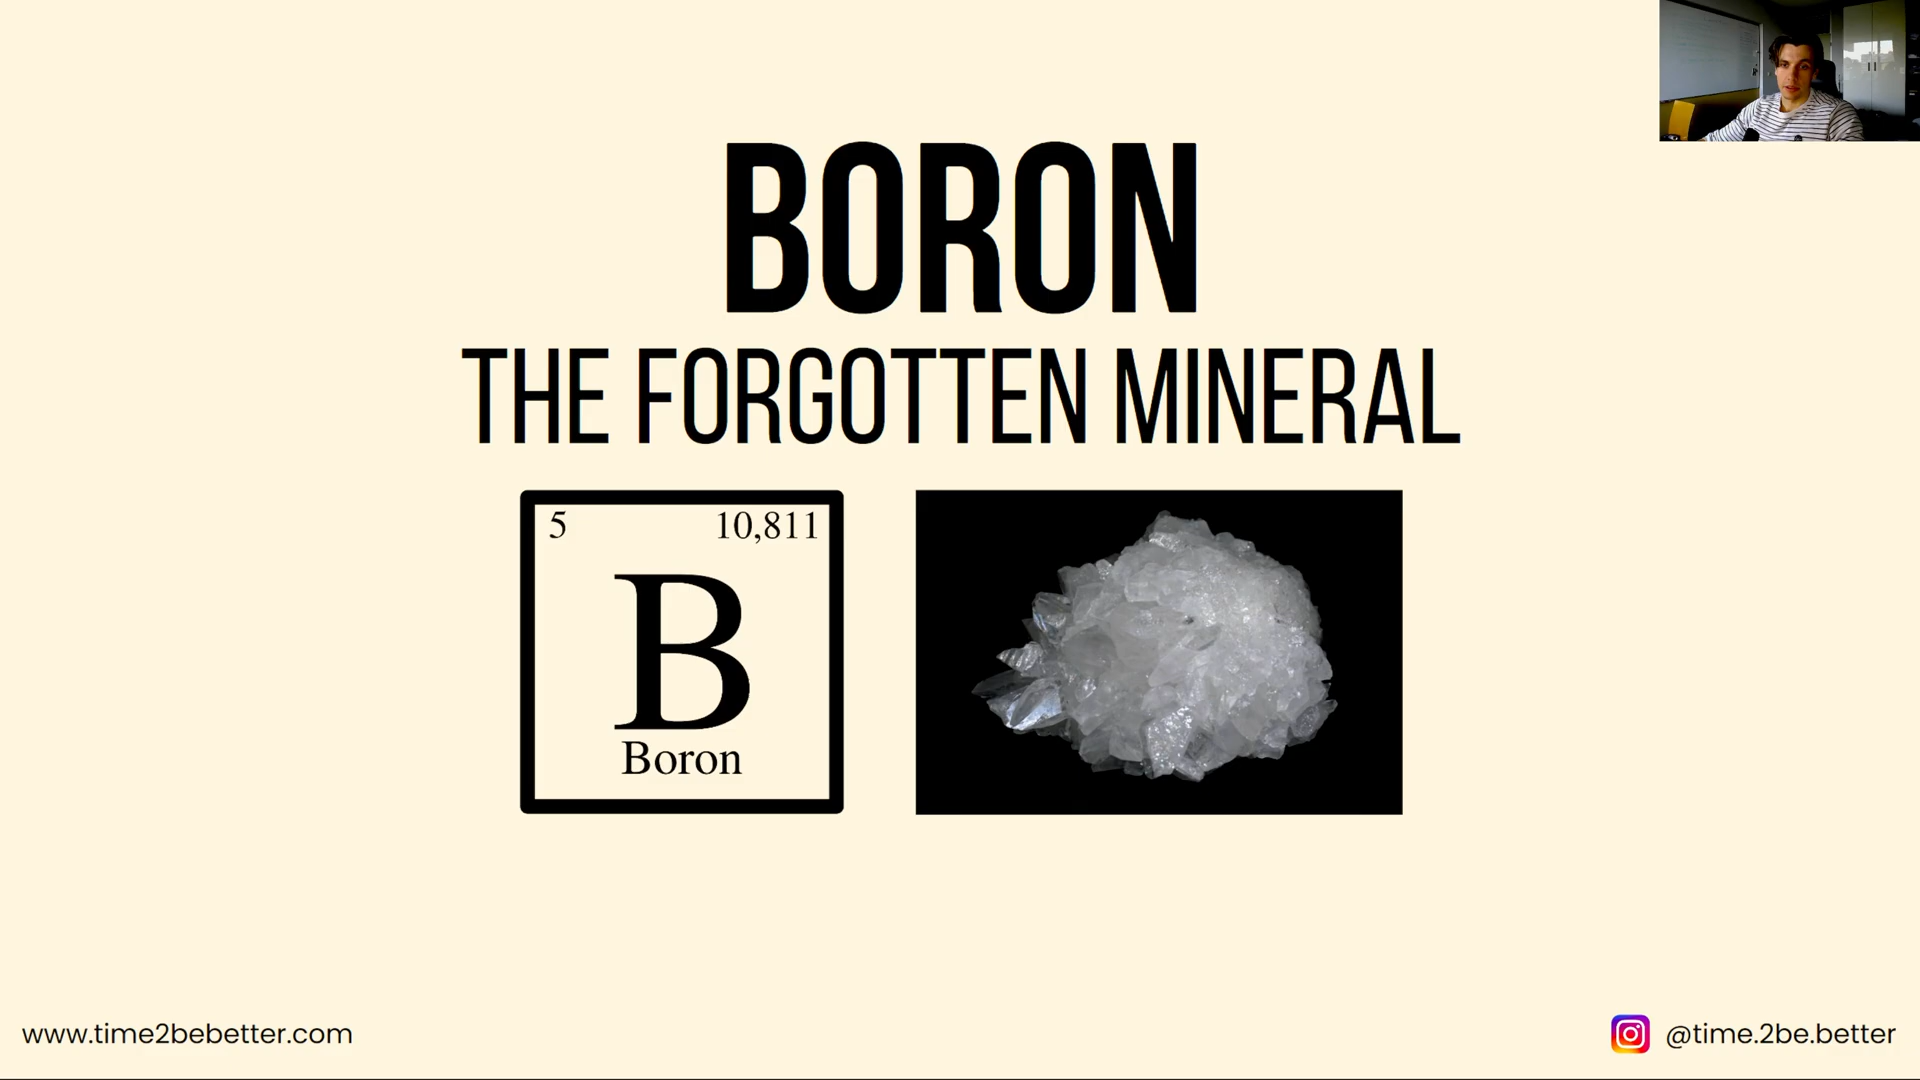 BORON
THE FORGOTTEN MINERAL
5 10,811
B
Boron
www.time2bebetter.com
@time.2be.better